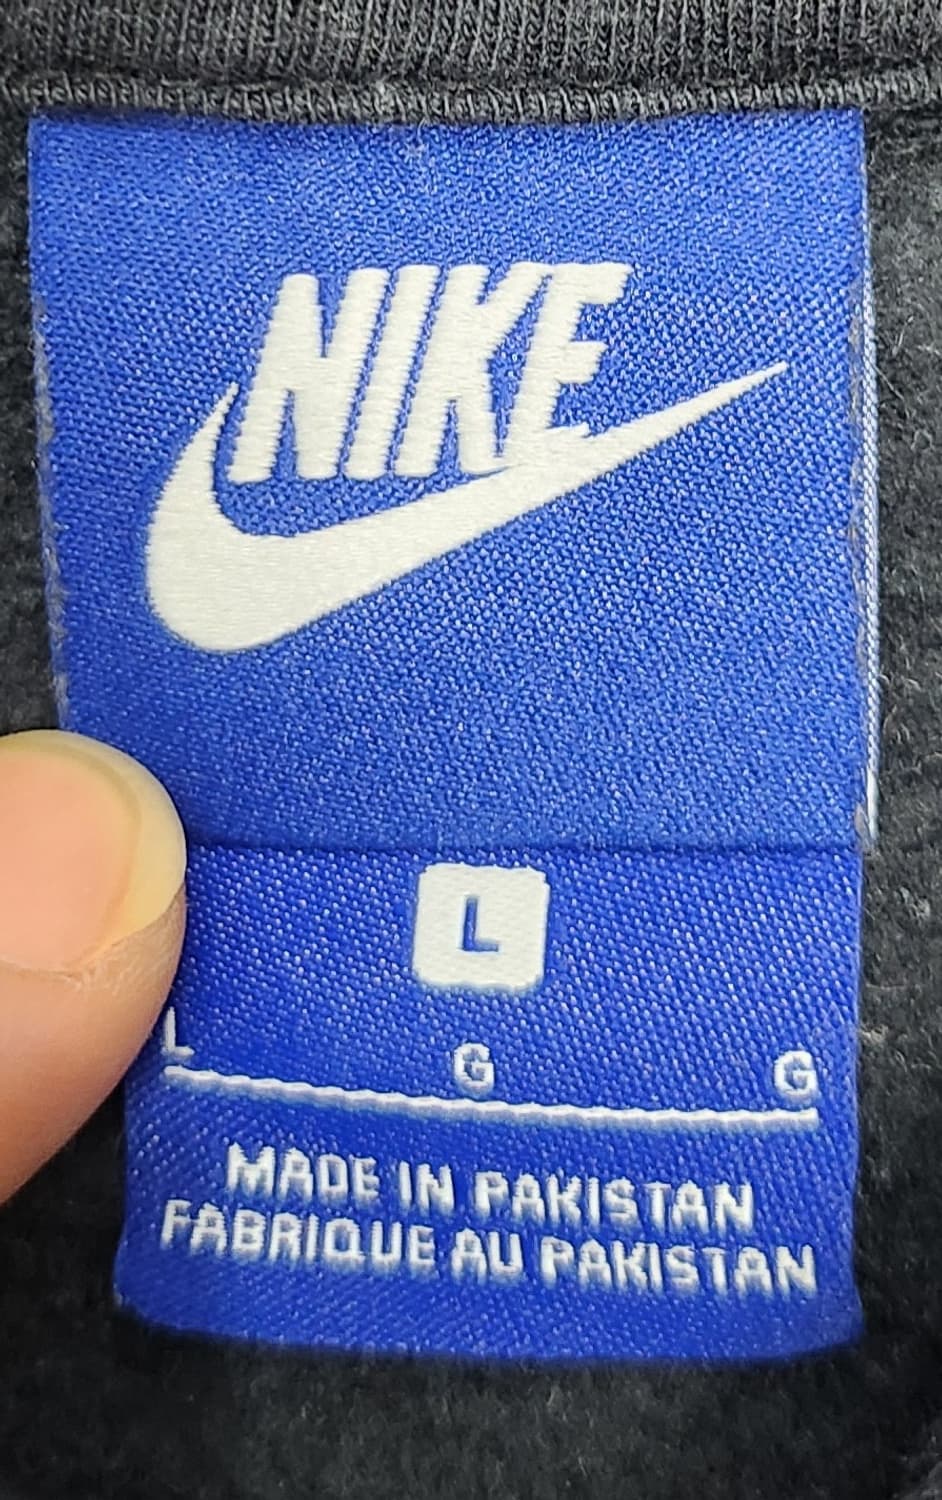 NIKE
L
L G G
MADE IN PAKISTAN
FABRIQUE AU PAKISTAN